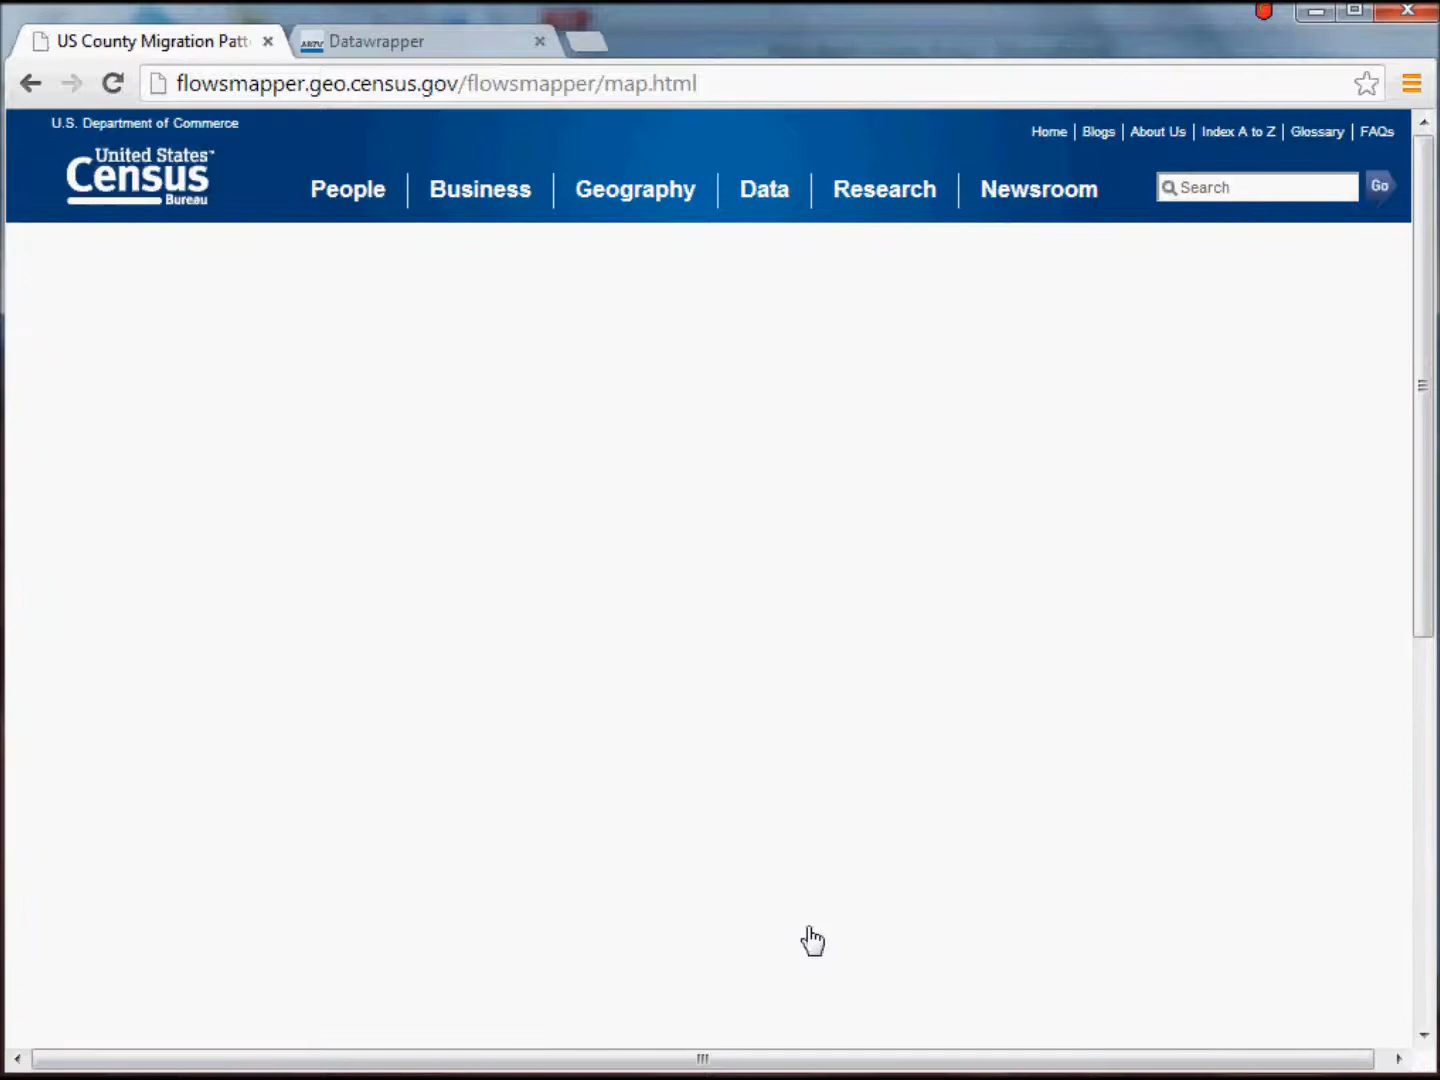 US County Migration Patt
Datawrapper
flowsmapper.geo.census.gov/flowsmapper/map.html
U.S. Department of Commerce
Home | Blogs | About Us | Index A to Z | Glossary | FAQs
United States™
Census
Bureau
People | Business | Geography | Data | Research | Newsroom
Search
Go